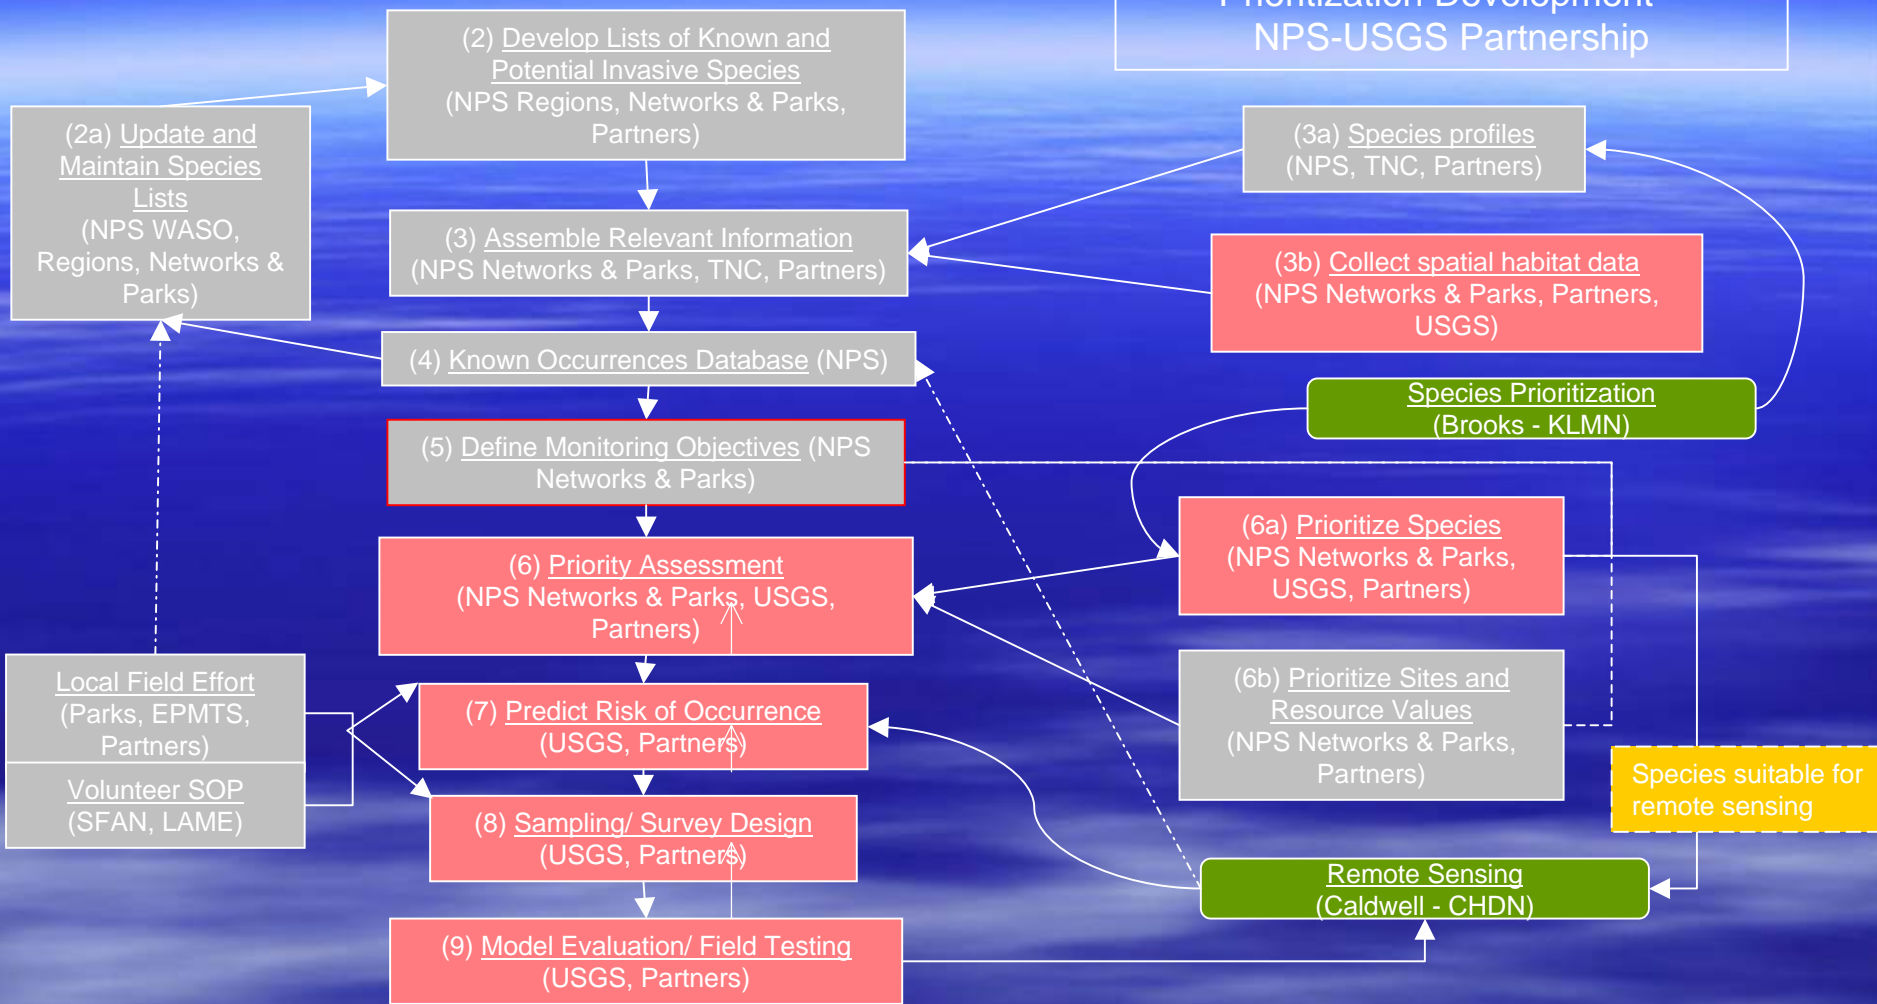 Prioritization Development
NPS-USGS Partnership
(2) Develop Lists of Known and
Potential Invasive Species
(NPS Regions, Networks & Parks,
Partners)
(2a) Update and
Maintain Species
Lists
(NPS WASO,
Regions, Networks &
Parks)
(3a) Species profiles
(NPS, TNC, Partners)
(3) Assemble Relevant Information
(NPS Networks & Parks, TNC, Partners)
(3b) Collect spatial habitat data
(NPS Networks & Parks, Partners,
USGS)
(4) Known Occurrences Database (NPS)
Species Prioritization
(Brooks - KLMN)
(5) Define Monitoring Objectives (NPS
Networks & Parks)
(6a) Prioritize Species
(NPS Networks & Parks,
USGS, Partners)
(6) Priority Assessment
(NPS Networks & Parks, USGS,
Partners)
(6b) Prioritize Sites and
Resource Values
(NPS Networks & Parks,
Partners)
Local Field Effort
(Parks, EPMTS,
Partners)
(7) Predict Risk of Occurrence
(USGS, Partners)
Species suitable for
remote sensing
Volunteer SOP
(SFAN, LAME)
(8) Sampling/ Survey Design
(USGS, Partners)
Remote Sensing
(Caldwell - CHDN)
(9) Model Evaluation/ Field Testing
(USGS, Partners)